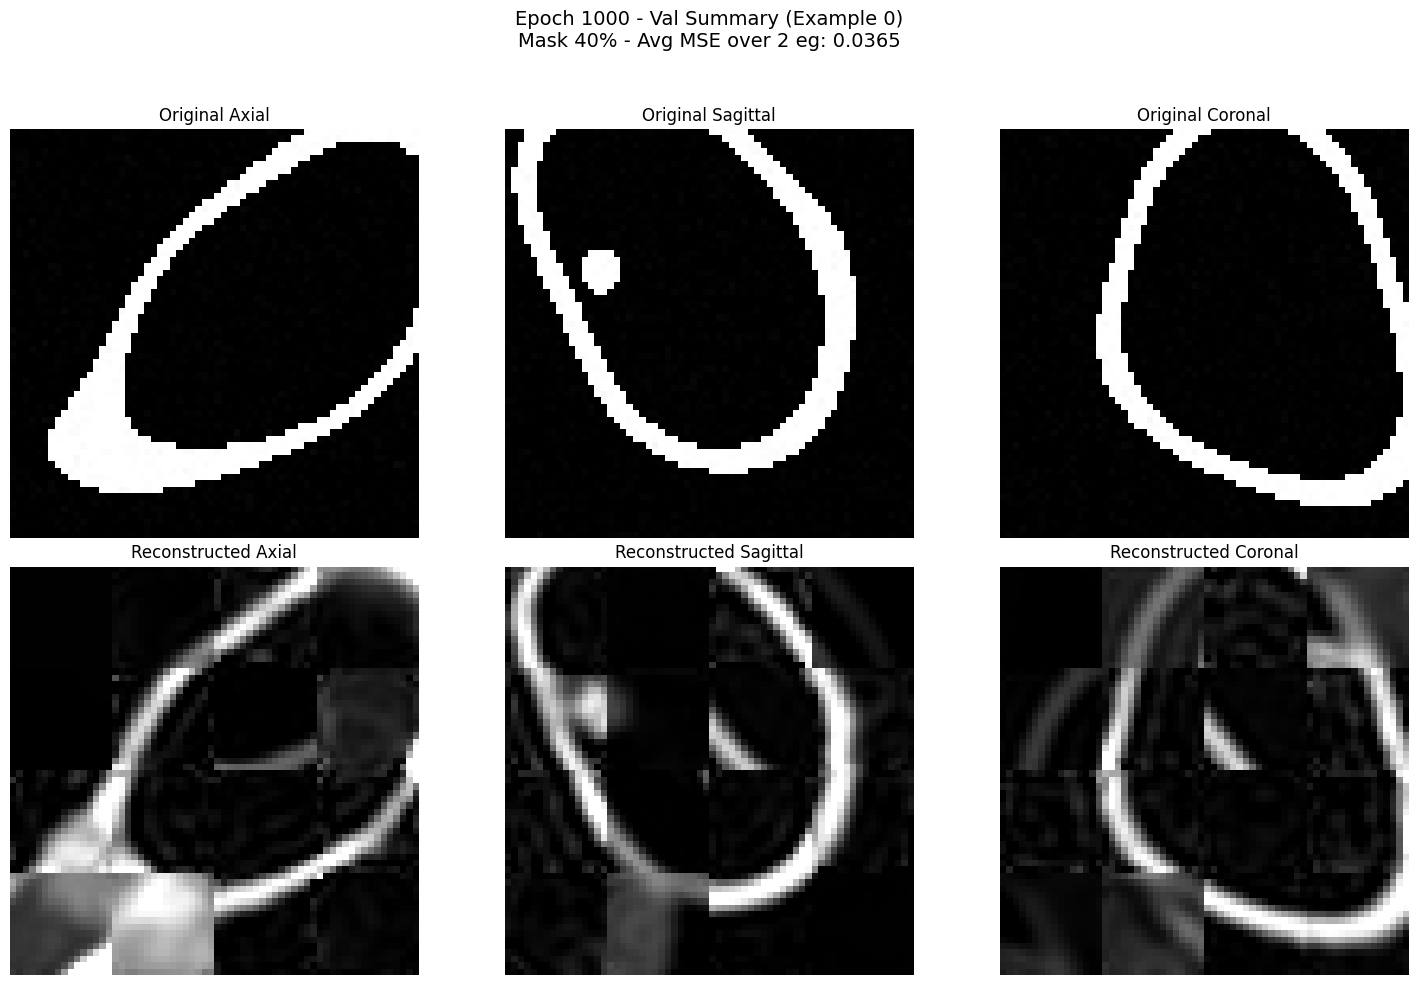 Epoch 1000 - Val Summary (Example 0)
Mask 40% - Avg MSE over 2 eg: 0.0365
Original Axial
Original Sagittal
Original Coronal
Reconstructed Axial
Reconstructed Sagittal
Reconstructed Coronal